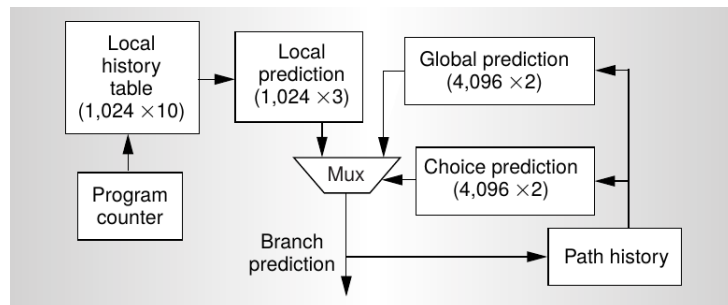 Local
history
table
(1,024 ×10)
Local
prediction
(1,024 ×3)
Global prediction
(4,096 ×2)
Mux
Choice prediction
(4,096 ×2)
Program
counter
Branch
prediction
Path history